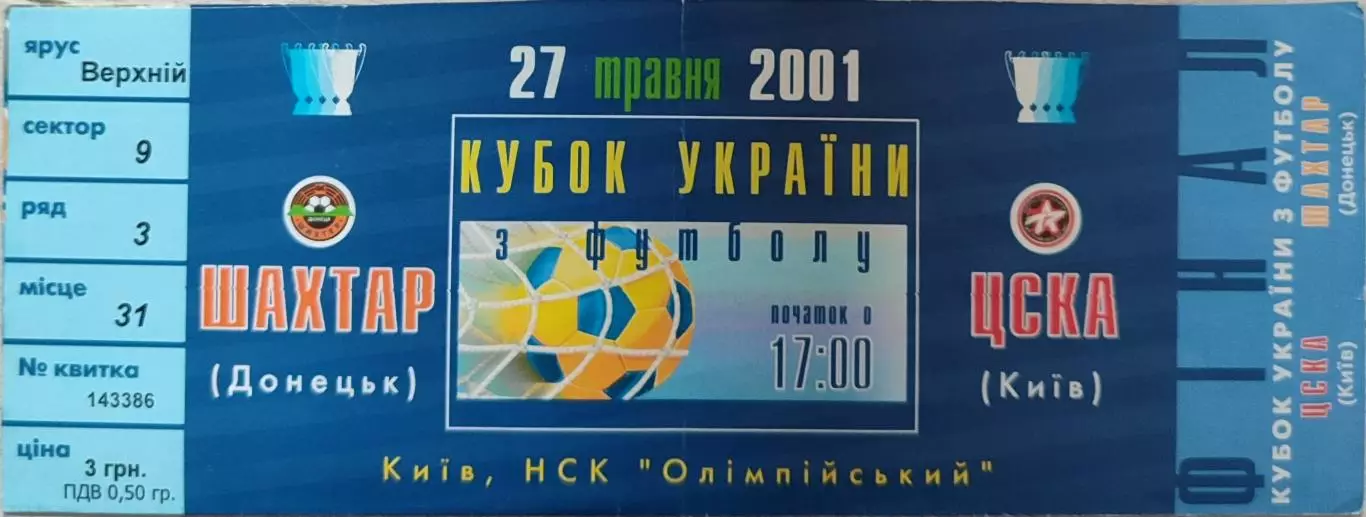 ярус
Верхній
сектор
9
ряд
3
місце
31
№ квитка
143386
ціна
3 грн.
ПДВ 0,50 гр.
27 травня 2001
КУБОК УКРАЇНИ
з футболу
початок о
17:00
ДОНЕЦК
ШАХТЕР
ШАХТАР
(Донецьк)
ЦСКА
(Київ)
Київ, НСК "Олімпійський"
ФІНАЛ
КУБОК УКРАЇНИ З ФУТБОЛУ
ЦСКА ШАХТАР
(Київ) (Донецьк)